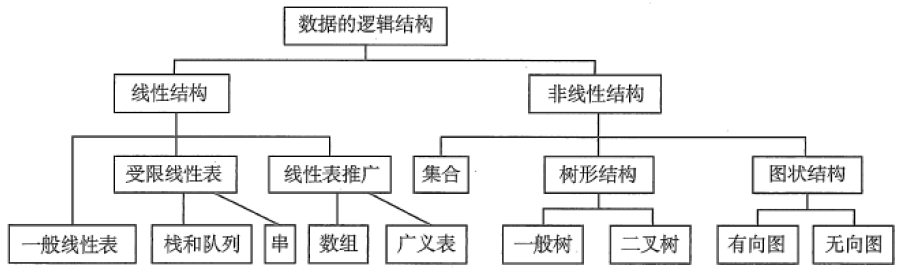 数据的逻辑结构
线性结构
非线性结构
受限线性表
线性表推广
集合
树形结构
图状结构
一般线性表
栈和队列
串
数组
广义表
一般树
二叉树
有向图
无向图